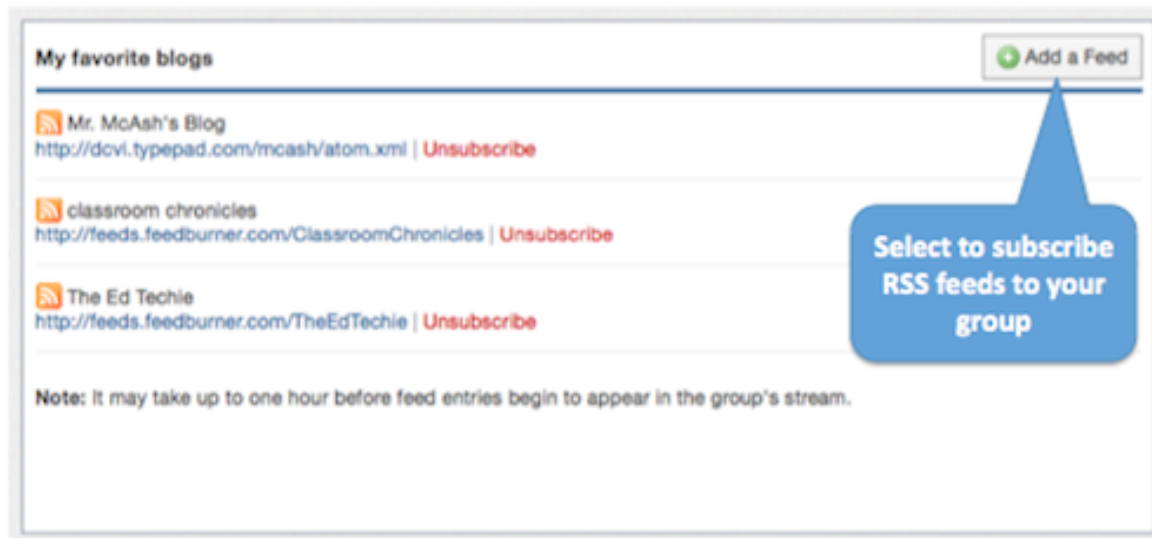 My favorite blogs
Add a Feed
Mr. McAsh's Blog
http://dcvi.typepad.com/mcash/atom.xml | Unsubscribe
classroom chronicles
http://feeds.feedburner.com/ClassroomChronicles | Unsubscribe
The Ed Techie
http://feeds.feedburner.com/TheEdTechie | Unsubscribe
Select to subscribe
RSS feeds to your
group
Note: It may take up to one hour before feed entries begin to appear in the group's stream.